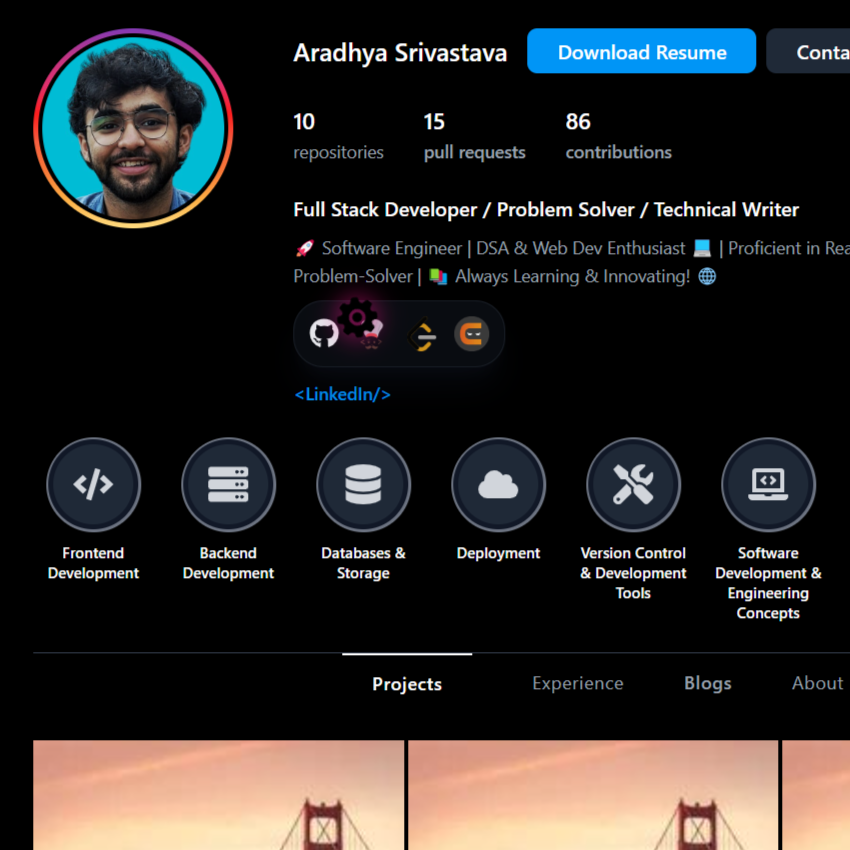 Aradhya Srivastava
Download Resume
Conta
10
repositories
15
pull requests
86
contributions
Full Stack Developer / Problem Solver / Technical Writer
🚀 Software Engineer | DSA & Web Dev Enthusiast 💻 | Proficient in Rea
Problem-Solver | 📚 Always Learning & Innovating! 🌐
<LinkedIn/>
Frontend
Development
Backend
Development
Databases &
Storage
Deployment
Version Control
& Development
Tools
Software
Development &
Engineering
Concepts
Projects
Experience
Blogs
About